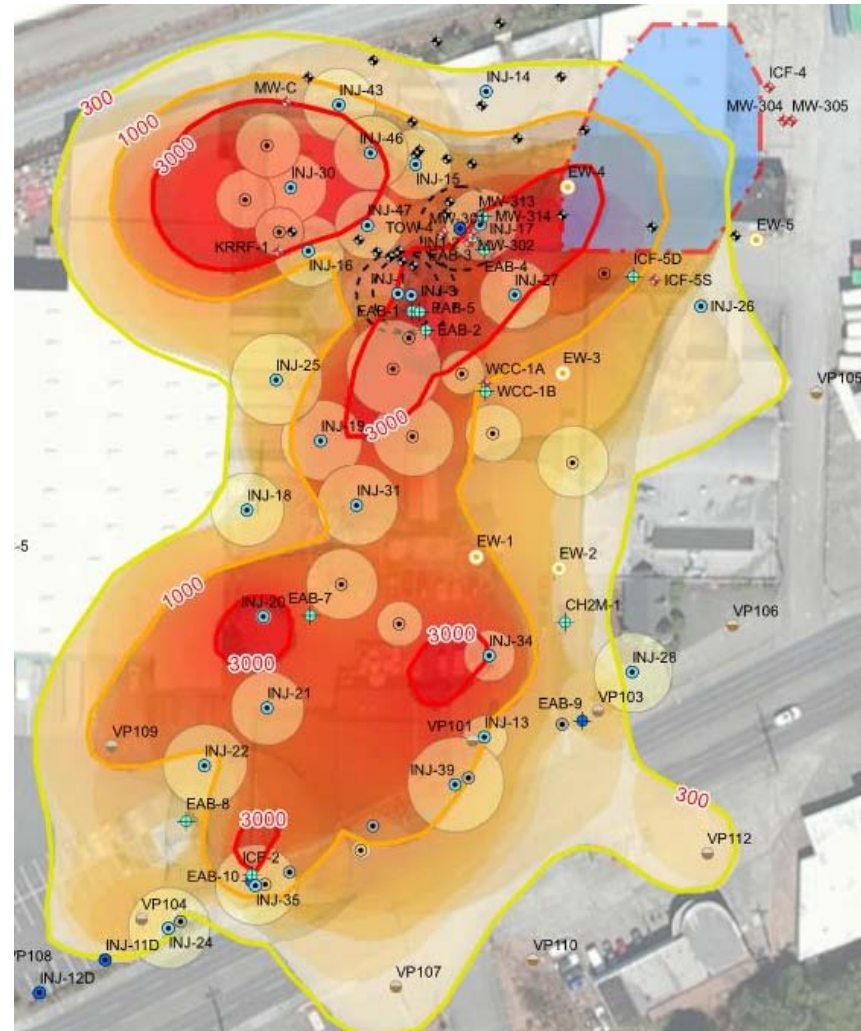 INJ-14
ICF-4
300
MW-C
INJ-43
MW-304
MW-305
1000
3000
INJ-46
INJ-15
INJ-30
EW-4
MW-313
MW-314
INJ-47
TOW-4
INJ-17
EW-5
KRRF-1
MW-302
INJ-16
EAB-3
EAB-4
ICF-5D
ICF-5S
INJ-3
INJ-27
INJ-26
EAB-1
EAB-5
EAB-2
INJ-25
WCC-1A
EW-3
WCC-1B
VP105
3000
INJ-19
INJ-18
INJ-31
-5
EW-1
EW-2
1000
INJ-20
EAB-7
CH2M-1
VP106
3000
3000
INJ-34
INJ-28
INJ-21
EAB-9
VP103
VP109
VP101
INJ-13
INJ-22
INJ-39
300
EAB-8
3000
VP112
ICF-2
EAB-10
INJ-35
VP104
INJ-24
VP108
INJ-11D
VP110
INJ-12D
VP107